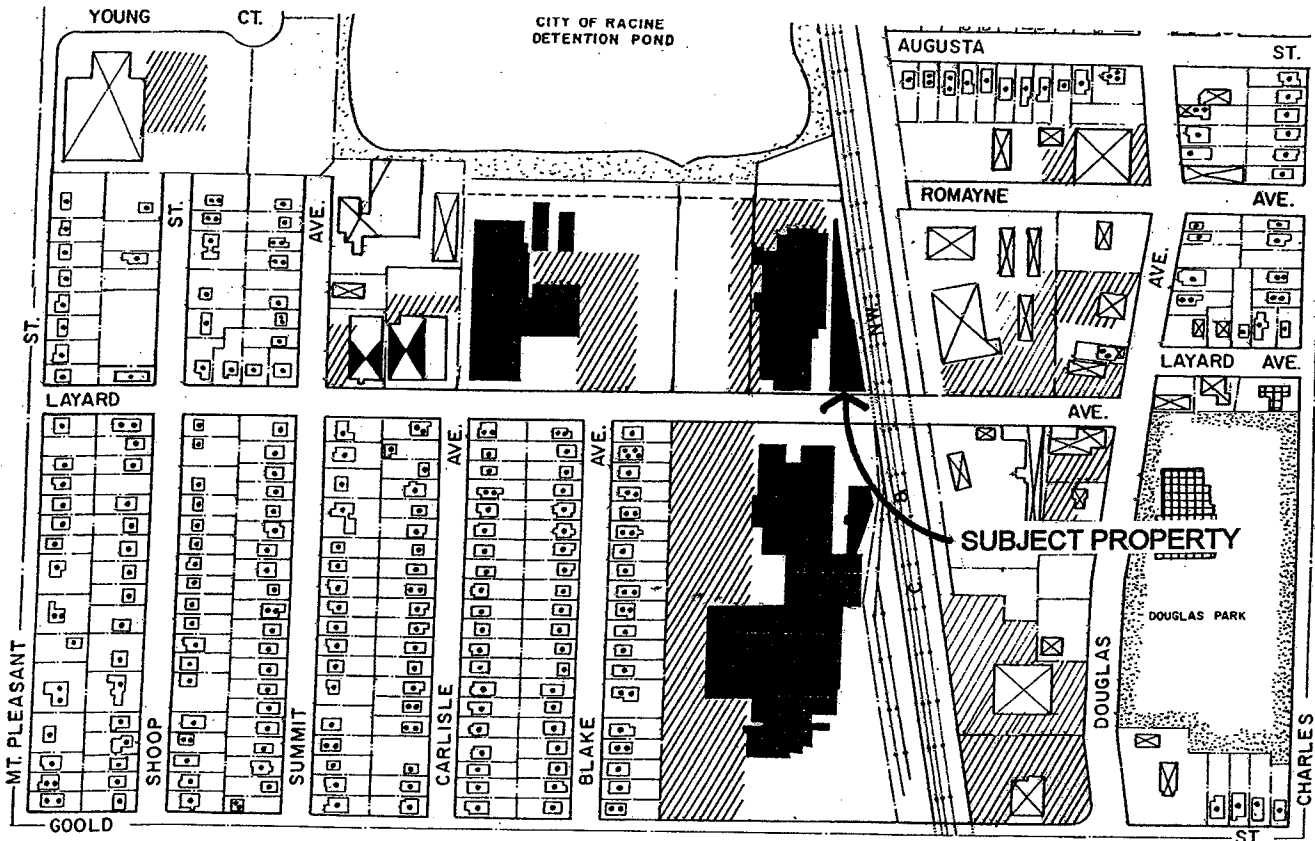 YOUNG CT.
CITY OF RACINE
DETENTION POND
AUGUSTA ST.
ST.
AVE.
ROMAYNE AVE.
N.W.
AVE.
ST.
LAYARD AVE.
LAYARD AVE.
AVE.
AVE.
SUBJECT PROPERTY
DOUGLAS PARK
MT. PLEASANT
SHOOP
SUMMIT
CARLISLE
BLAKE
DOUGLAS
CHARLES
GOOLD ST.